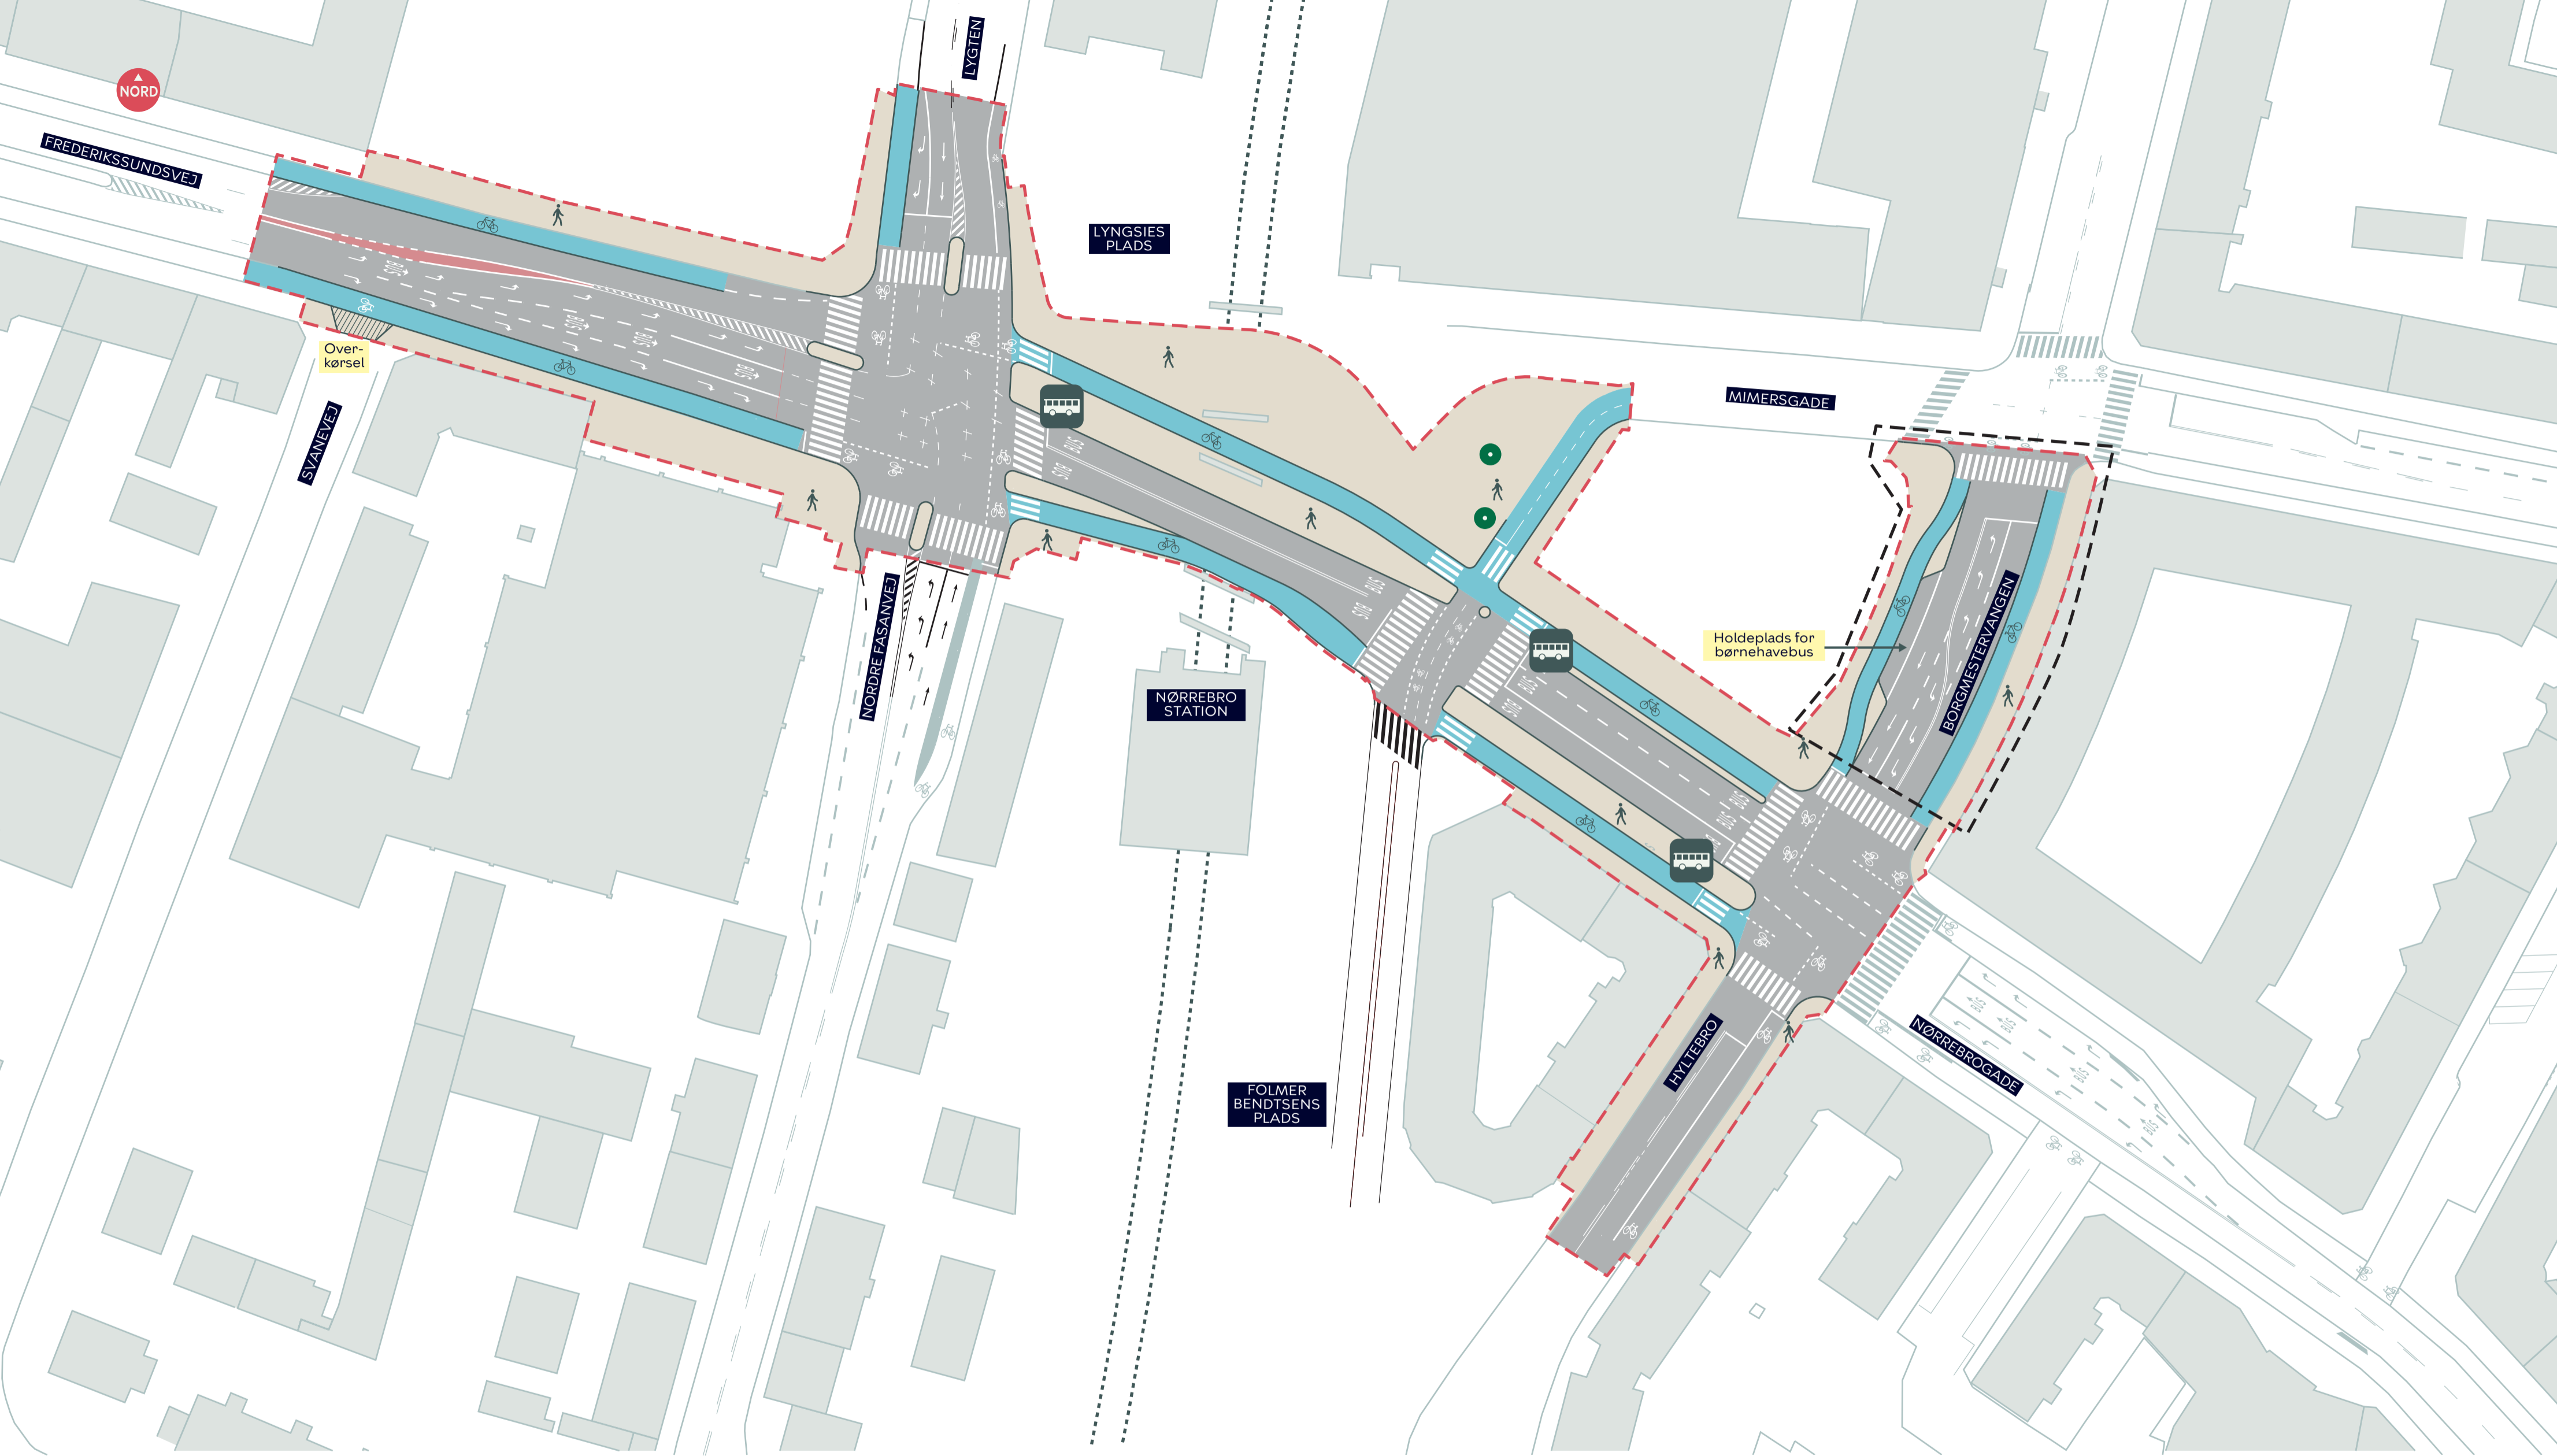 LYGTEN
NORD
FREDERIKSSUNDSVEJ
LYNGSIES
PLADS
Over-
kørsel
MIMERSGADE
SVANEVEJ
NORDRE FASANVEJ
Holdeplads for
børnehavebus
BORGMESTERVANGEN
NØRREBRO
STATION
HYLTEBRO
NØRREBROGADE
FOLMER
BENDTSENS
PLADS